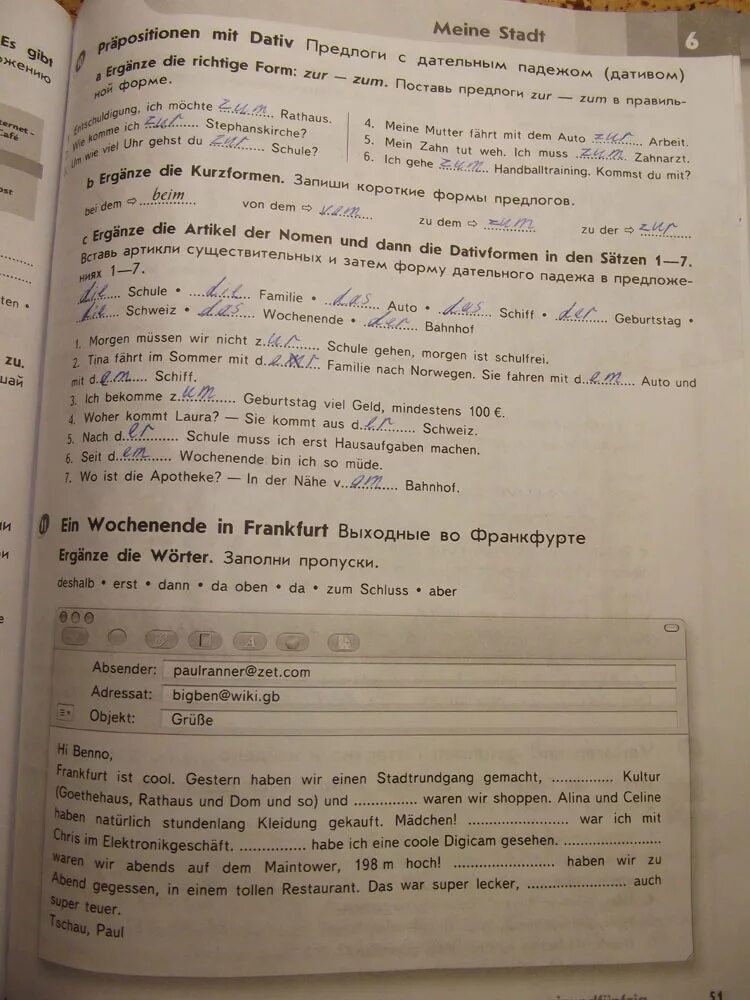 Es gibt
ожению
ternet-
Café
ost
ten •
zu.
шай
Meine Stadt 6
Präpositionen mit Dativ Предлоги с дательным падежом (дативом)
a Ergänze die richtige Form: zur — zum. Поставь предлоги zur — zum в правиль-
ной форме.
Entschuldigung, ich möchte zum Rathaus.
Wie komme ich zur Stephanskirche?
Um wie viel Uhr gehst du zur Schule?
4. Meine Mutter fährt mit dem Auto zur Arbeit.
5. Mein Zahn tut weh. Ich muss zum Zahnarzt.
6. Ich gehe zum Handballtraining. Kommst du mit?
b Ergänze die Kurzformen. Запиши короткие формы предлогов.
bei dem ⇨ beim von dem ⇨ vom zu dem ⇨ zum zu der ⇨ zur
c Ergänze die Artikel der Nomen und dann die Dativformen in den Sätzen 1—7.
Вставь артикли существительных и затем форму дательного падежа в предложе-
ниях 1—7.
die Schule • die Familie • das Auto • das Schiff • der Geburtstag •
die Schweiz • das Wochenende • der Bahnhof
1. Morgen müssen wir nicht zur Schule gehen, morgen ist schulfrei.
2. Tina fährt im Sommer mit der Familie nach Norwegen. Sie fahren mit dem Auto und
mit dem Schiff.
3. Ich bekomme zum Geburtstag viel Geld, mindestens 100 €.
4. Woher kommt Laura? — Sie kommt aus der Schweiz.
5. Nach der Schule muss ich erst Hausaufgaben machen.
6. Seit dem Wochenende bin ich so müde.
7. Wo ist die Apotheke? — In der Nähe vom Bahnhof.
11 Ein Wochenende in Frankfurt Выходные во Франкфурте
Ergänze die Wörter. Заполни пропуски.
deshalb • erst • dann • da oben • da • zum Schluss • aber
Absender: paulranner@zet.com
Adressat: bigben@wiki.gb
Objekt: Grüße
Hi Benno,
Frankfurt ist cool. Gestern haben wir einen Stadtrundgang gemacht, .............. Kultur
(Goethehaus, Rathaus und Dom und so) und .............. waren wir shoppen. Alina und Celine
haben natürlich stundenlang Kleidung gekauft. Mädchen! .............. war ich mit
Chris im Elektronikgeschäft. .............. habe ich eine coole Digicam gesehen. ..............
waren wir abends auf dem Maintower, 198 m hoch! .............. haben wir zu
Abend gegessen, in einem tollen Restaurant. Das war super lecker, .............. auch
super teuer.
Tschau, Paul
51